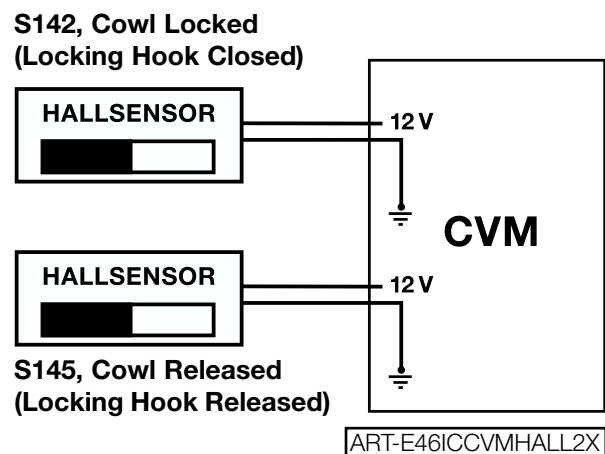 S142, Cowl Locked
(Locking Hook Closed)
HALLSENSOR
12 V
CVM
HALLSENSOR
12 V
S145, Cowl Released
(Locking Hook Released)
ART-E46ICCVMHALL2X